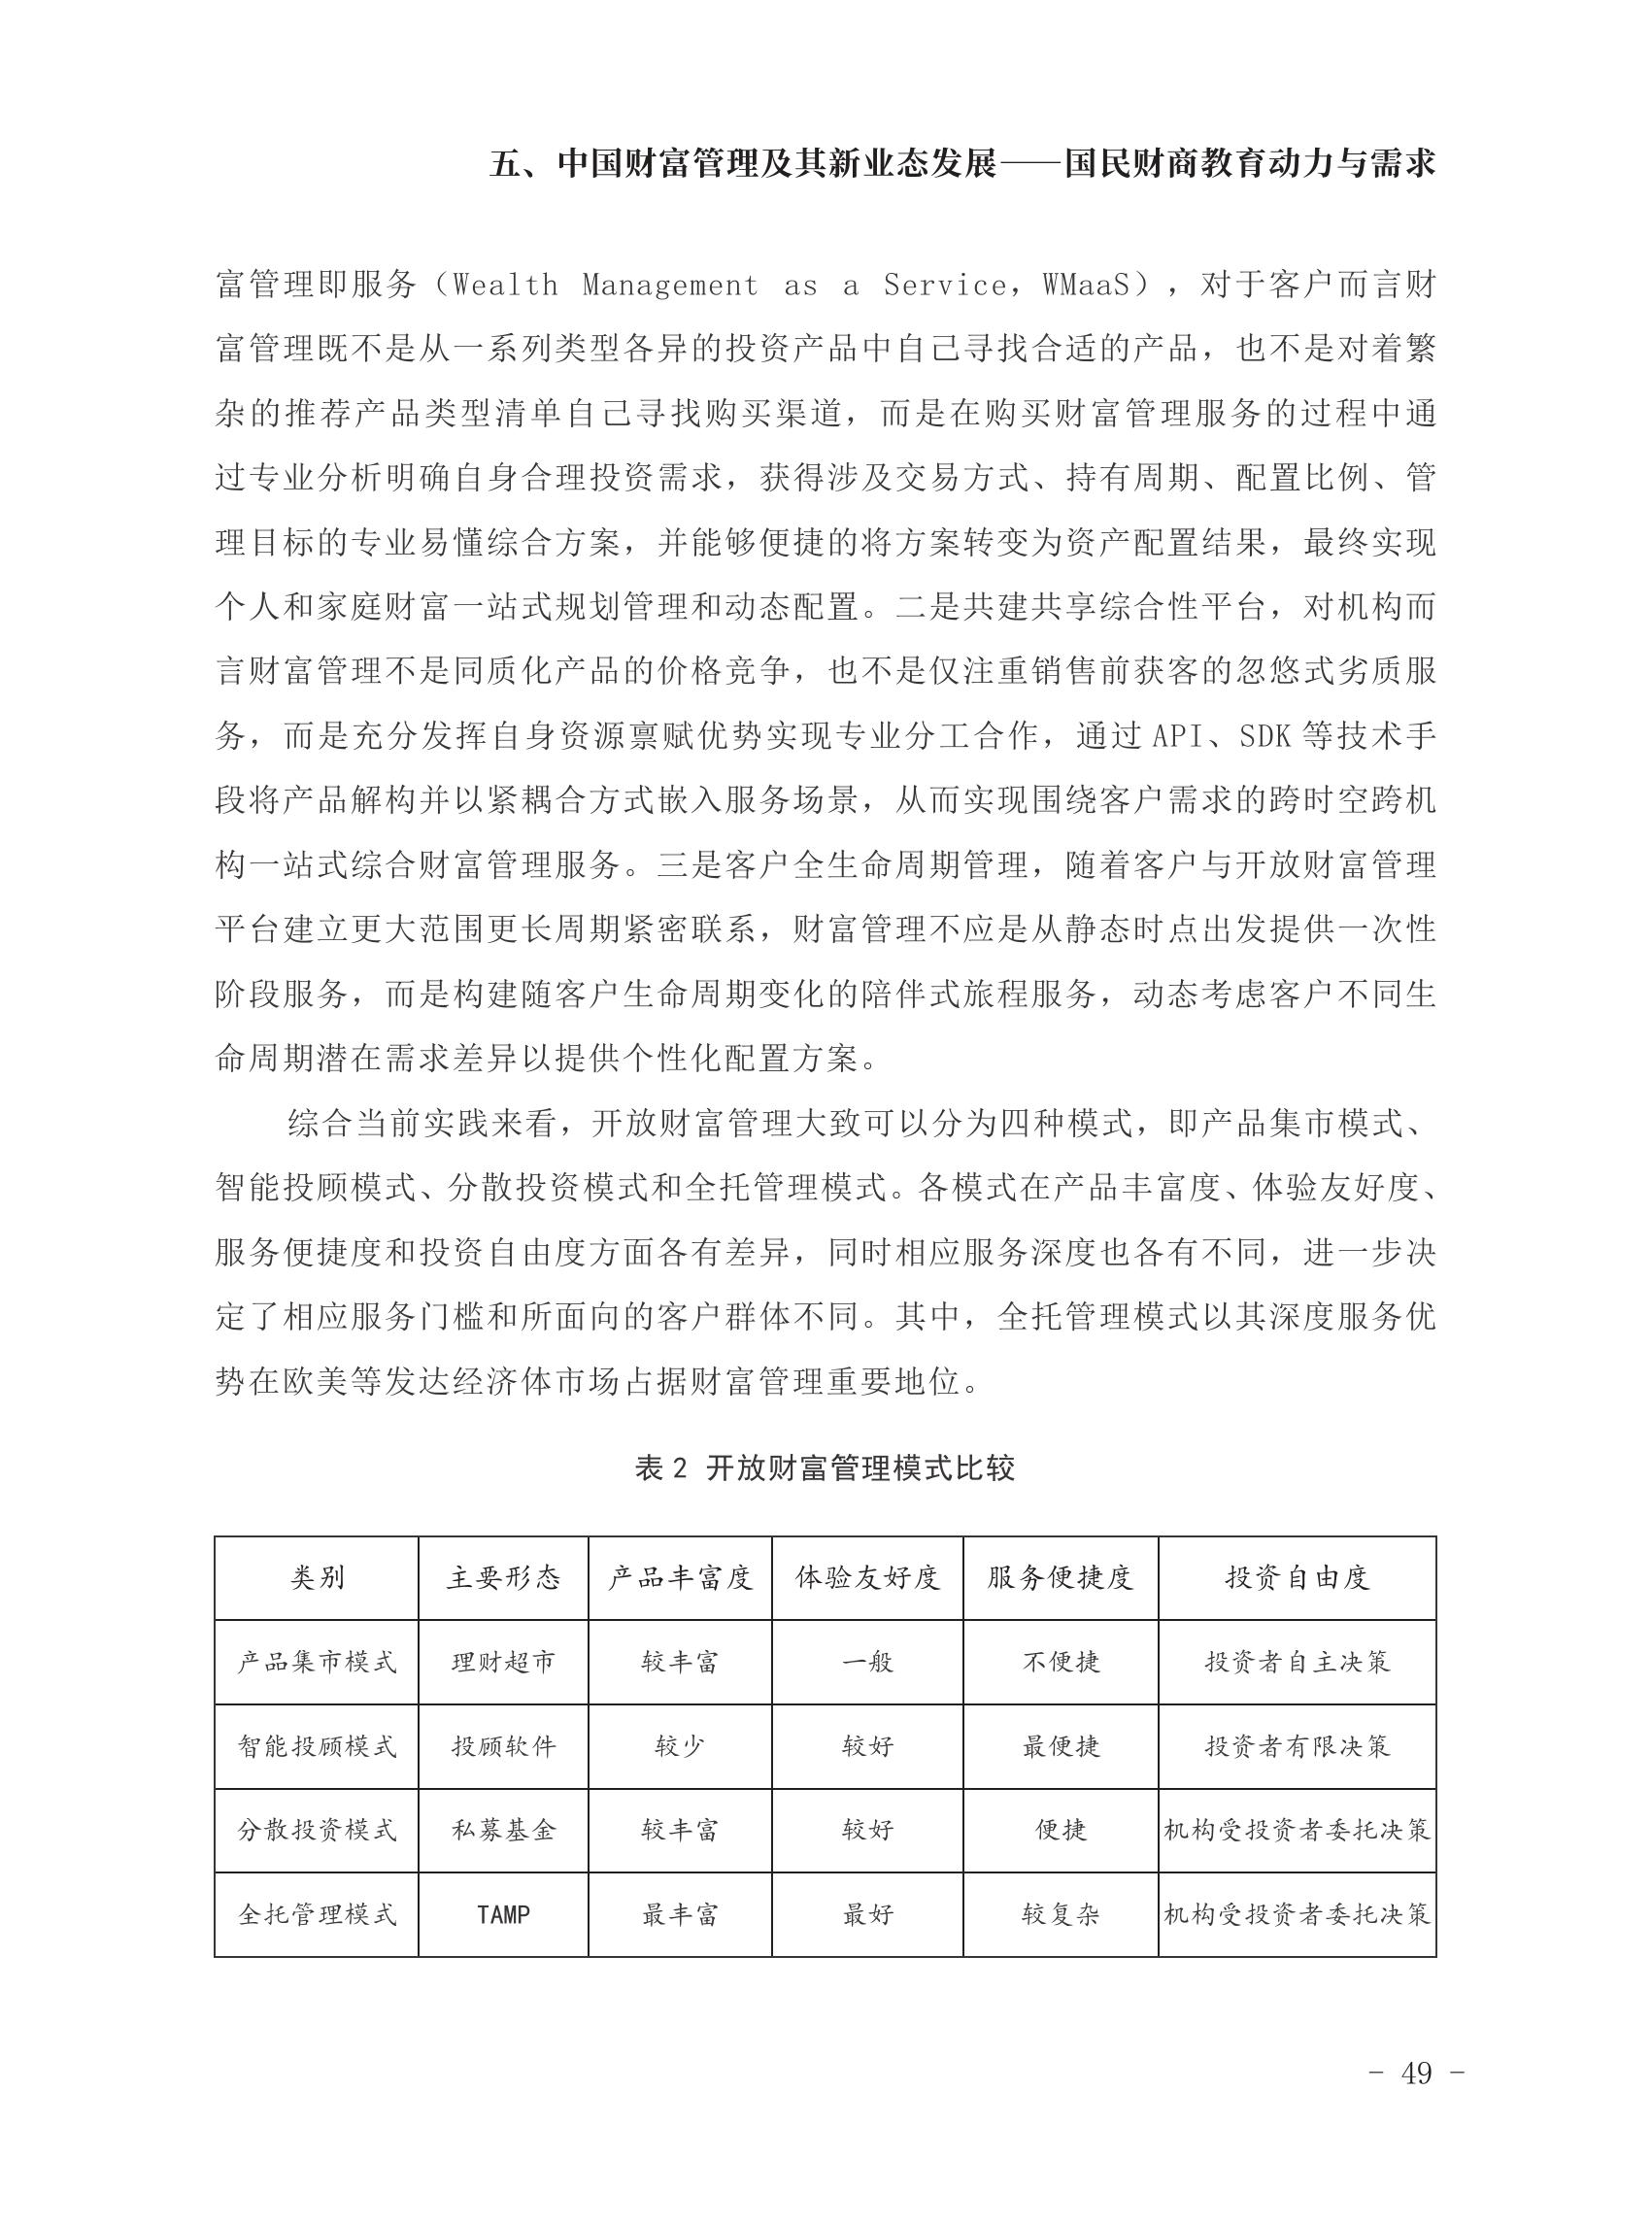 五、中国财富管理及其新业态发展——国民财商教育动力与需求
富管理即服务（Wealth Management as a Service，WMaaS），对于客户而言财
富管理既不是从一系列类型各异的投资产品中自己寻找合适的产品，也不是对着繁
杂的推荐产品类型清单自己寻找购买渠道，而是在购买财富管理服务的过程中通
过专业分析明确自身合理投资需求，获得涉及交易方式、持有周期、配置比例、管
理目标的专业易懂综合方案，并能够便捷的将方案转变为资产配置结果，最终实现
个人和家庭财富一站式规划管理和动态配置。二是共建共享综合性平台，对机构而
言财富管理不是同质化产品的价格竞争，也不是仅注重销售前获客的忽悠式劣质服
务，而是充分发挥自身资源禀赋优势实现专业分工合作，通过 API、SDK 等技术手
段将产品解构并以紧耦合方式嵌入服务场景，从而实现围绕客户需求的跨时空跨机
构一站式综合财富管理服务。三是客户全生命周期管理，随着客户与开放财富管理
平台建立更大范围更长周期紧密联系，财富管理不应是从静态时点出发提供一次性
阶段服务，而是构建随客户生命周期变化的陪伴式旅程服务，动态考虑客户不同生
命周期潜在需求差异以提供个性化配置方案。
综合当前实践来看，开放财富管理大致可以分为四种模式，即产品集市模式、
智能投顾模式、分散投资模式和全托管理模式。各模式在产品丰富度、体验友好度、
服务便捷度和投资自由度方面各有差异，同时相应服务深度也各有不同，进一步决
定了相应服务门槛和所面向的客户群体不同。其中，全托管理模式以其深度服务优
势在欧美等发达经济体市场占据财富管理重要地位。
表 2 开放财富管理模式比较
类别 主要形态 产品丰富度 体验友好度 服务便捷度 投资自由度
产品集市模式 理财超市 较丰富 一般 不便捷 投资者自主决策
智能投顾模式 投顾软件 较少 较好 最便捷 投资者有限决策
分散投资模式 私募基金 较丰富 较好 便捷 机构受投资者委托决策
全托管理模式 TAMP 最丰富 最好 较复杂 机构受投资者委托决策
- 49 -